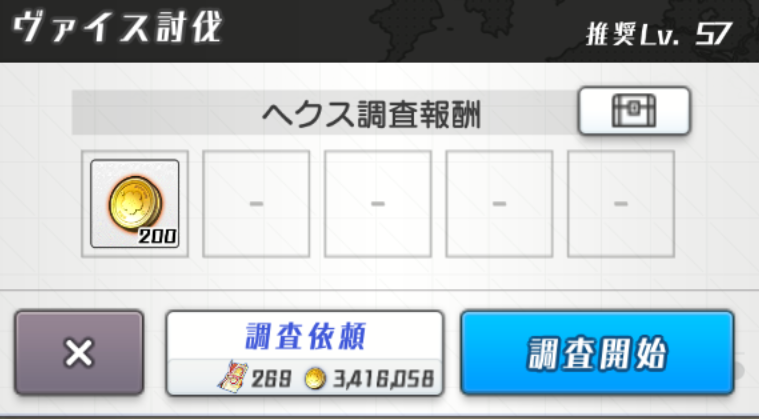 ヴァイス討伐
推奨Lv. 57
ヘクス調査報酬
200
-
-
-
-
×
調査依頼
269 3,416,058
調査開始